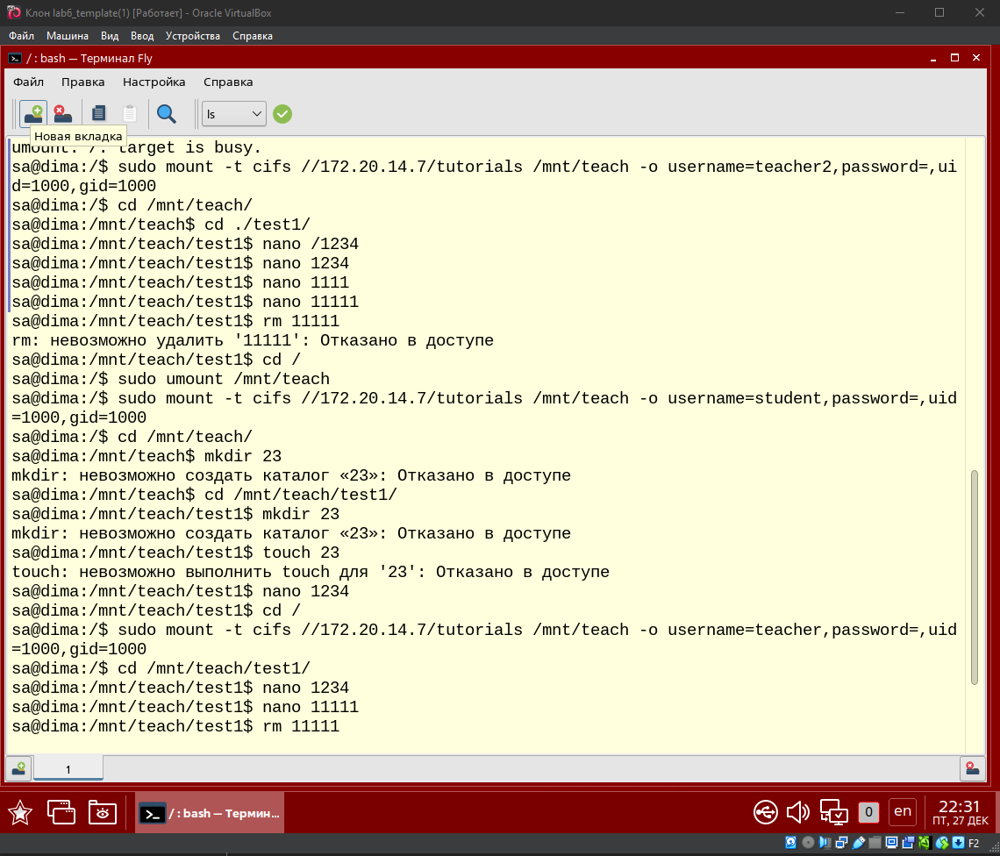 Клон lab6_template(1) [Работает] - Oracle VirtualBox
Файл Машина Вид Ввод Устройства Справка
/ : bash — Терминал Fly
Файл Правка Настройка Справка
ls
Новая вкладка
umount: /: target is busy.
sa@dima:/$ sudo mount -t cifs //172.20.14.7/tutorials /mnt/teach -o username=teacher2,password=,ui
d=1000,gid=1000
sa@dima:/$ cd /mnt/teach/
sa@dima:/mnt/teach$ cd ./test1/
sa@dima:/mnt/teach/test1$ nano /1234
sa@dima:/mnt/teach/test1$ nano 1234
sa@dima:/mnt/teach/test1$ nano 1111
sa@dima:/mnt/teach/test1$ nano 11111
sa@dima:/mnt/teach/test1$ rm 11111
rm: невозможно удалить '11111': Отказано в доступе
sa@dima:/mnt/teach/test1$ cd /
sa@dima:/$ sudo umount /mnt/teach
sa@dima:/$ sudo mount -t cifs //172.20.14.7/tutorials /mnt/teach -o username=student,password=,uid
=1000,gid=1000
sa@dima:/$ cd /mnt/teach/
sa@dima:/mnt/teach$ mkdir 23
mkdir: невозможно создать каталог «23»: Отказано в доступе
sa@dima:/mnt/teach$ cd /mnt/teach/test1/
sa@dima:/mnt/teach/test1$ mkdir 23
mkdir: невозможно создать каталог «23»: Отказано в доступе
sa@dima:/mnt/teach/test1$ touch 23
touch: невозможно выполнить touch для '23': Отказано в доступе
sa@dima:/mnt/teach/test1$ nano 1234
sa@dima:/mnt/teach/test1$ cd /
sa@dima:/$ sudo mount -t cifs //172.20.14.7/tutorials /mnt/teach -o username=teacher,password=,uid
=1000,gid=1000
sa@dima:/$ cd /mnt/teach/test1/
sa@dima:/mnt/teach/test1$ nano 1234
sa@dima:/mnt/teach/test1$ nano 11111
sa@dima:/mnt/teach/test1$ rm 11111
1
/ : bash — Термин...
0
en
22:31
ПТ, 27 ДЕК
F2